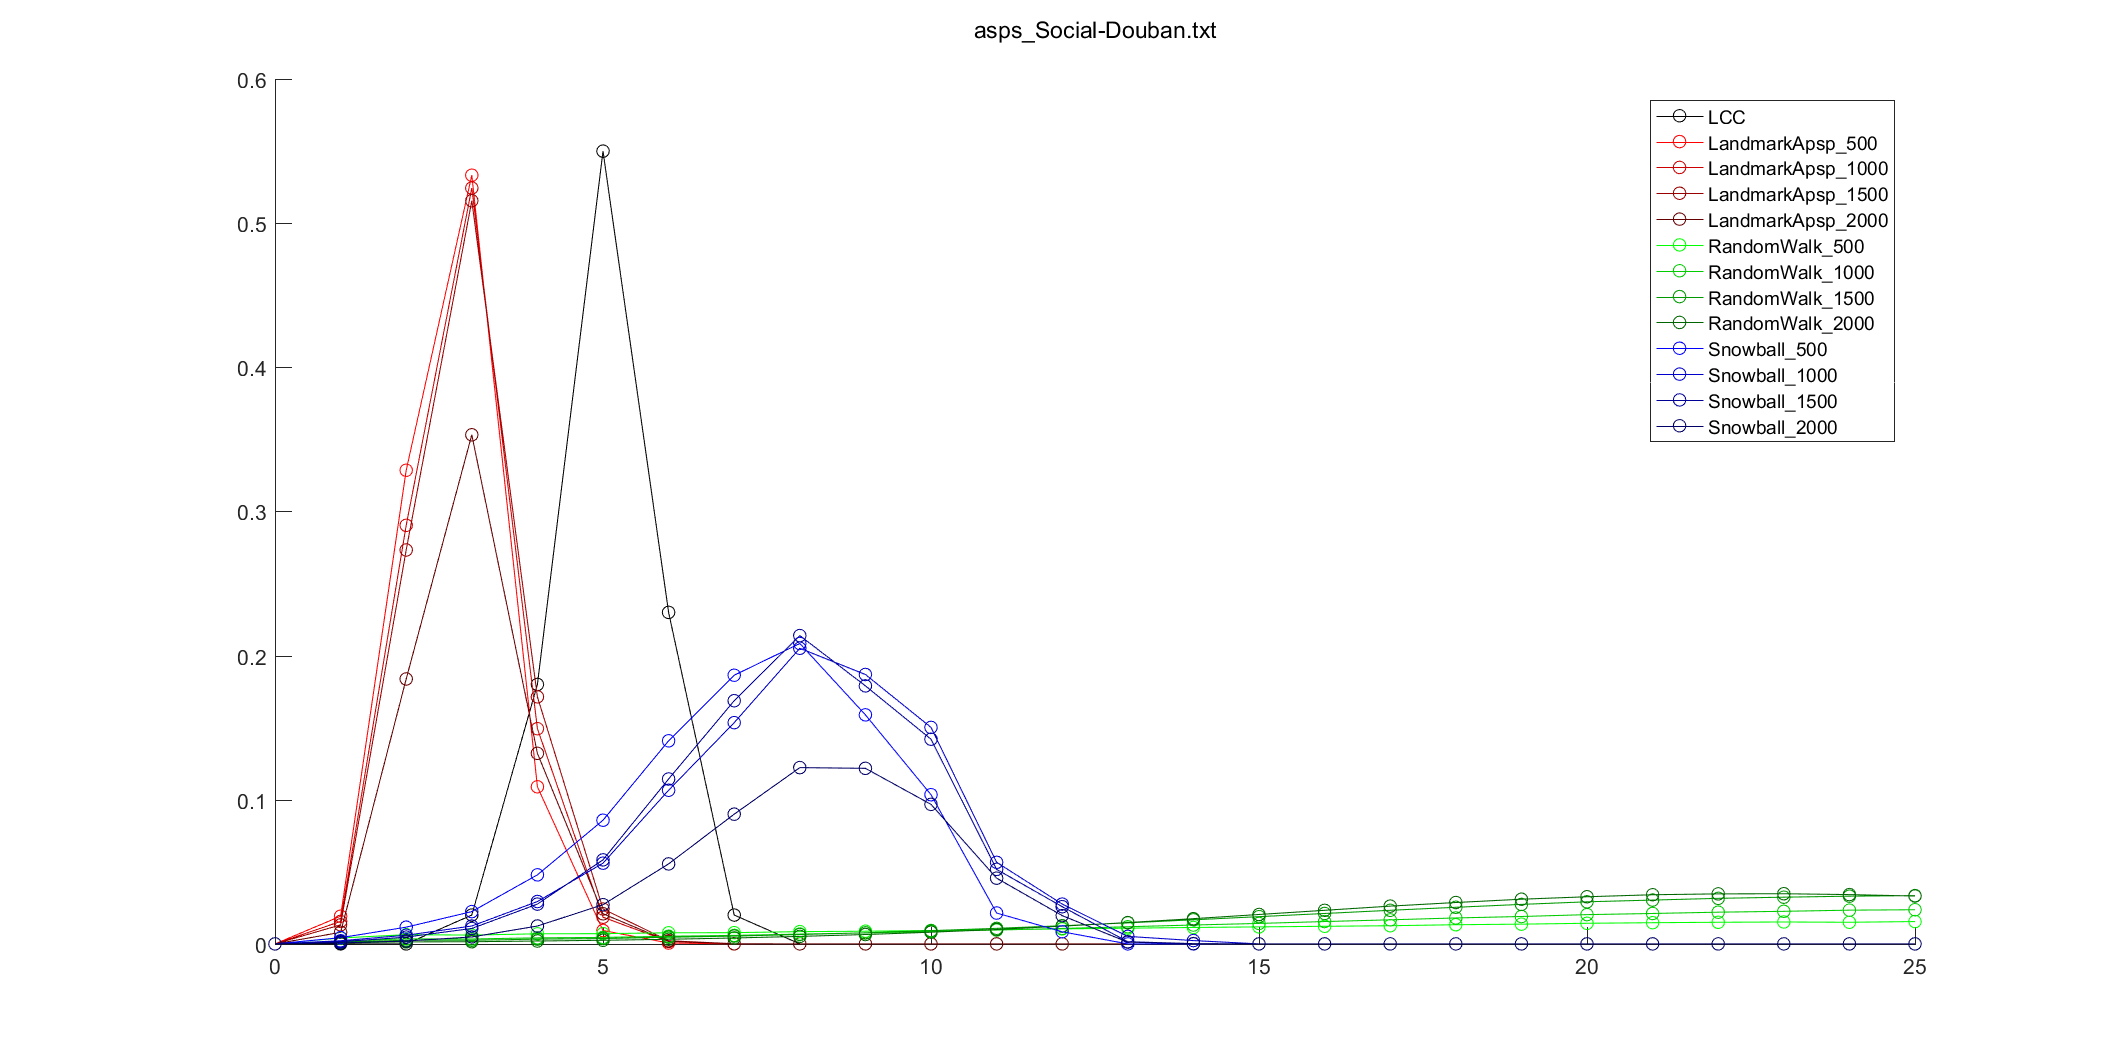 asps_Social-Douban.txt
0.6
0.5
0.4
0.3
0.2
0.1
0
0 5 10 15 20 25
LCC
LandmarkApsp_500
LandmarkApsp_1000
LandmarkApsp_1500
LandmarkApsp_2000
RandomWalk_500
RandomWalk_1000
RandomWalk_1500
RandomWalk_2000
Snowball_500
Snowball_1000
Snowball_1500
Snowball_2000